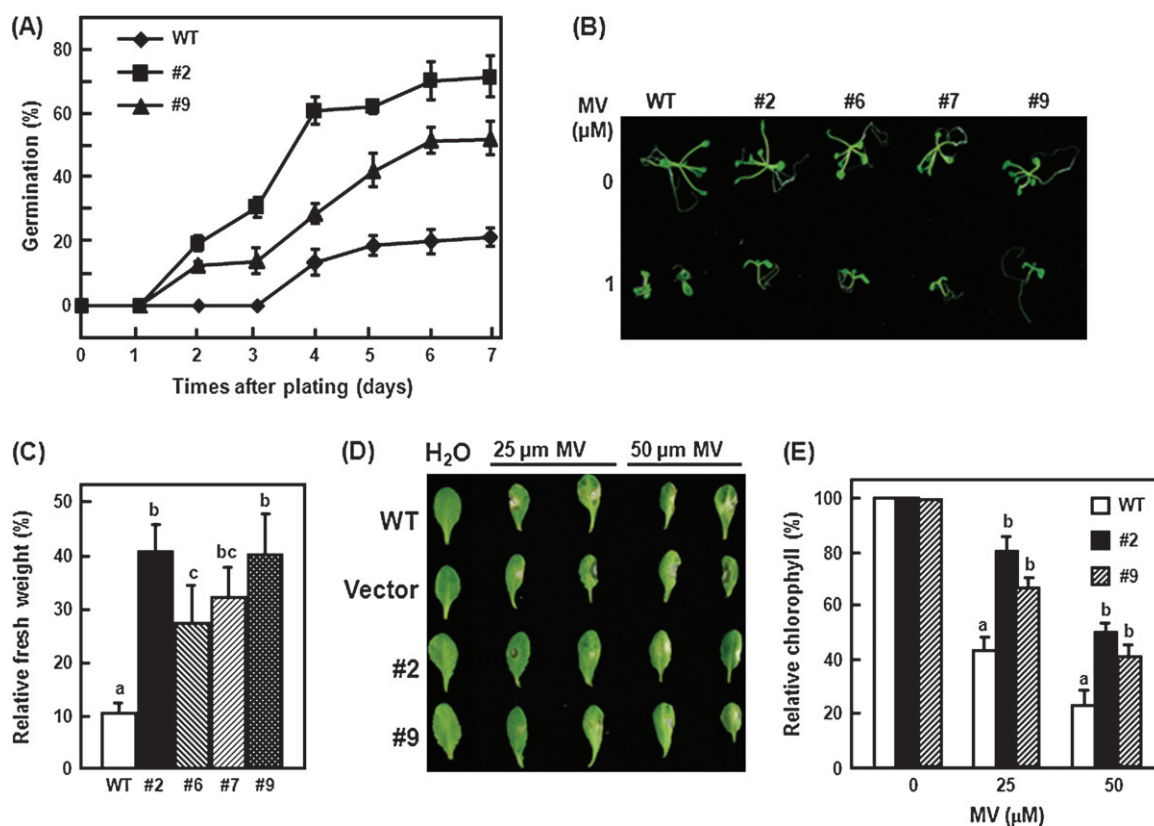 (A)
WT
#2
#9
Germination (%)
80
60
40
20
0
0 1 2 3 4 5 6 7
Times after plating (days)
(B)
MV (µM)
WT #2 #6 #7 #9
0
1
(C)
Relative fresh weight (%)
50
40
30
20
10
0
a b c bc b
WT #2 #6 #7 #9
(D)
H₂O 25 µm MV 50 µm MV
WT
Vector
#2
#9
(E)
Relative chlorophyll (%)
100
80
60
40
20
0
WT
#2
#9
a b b
a b b
0 25 50
MV (µM)